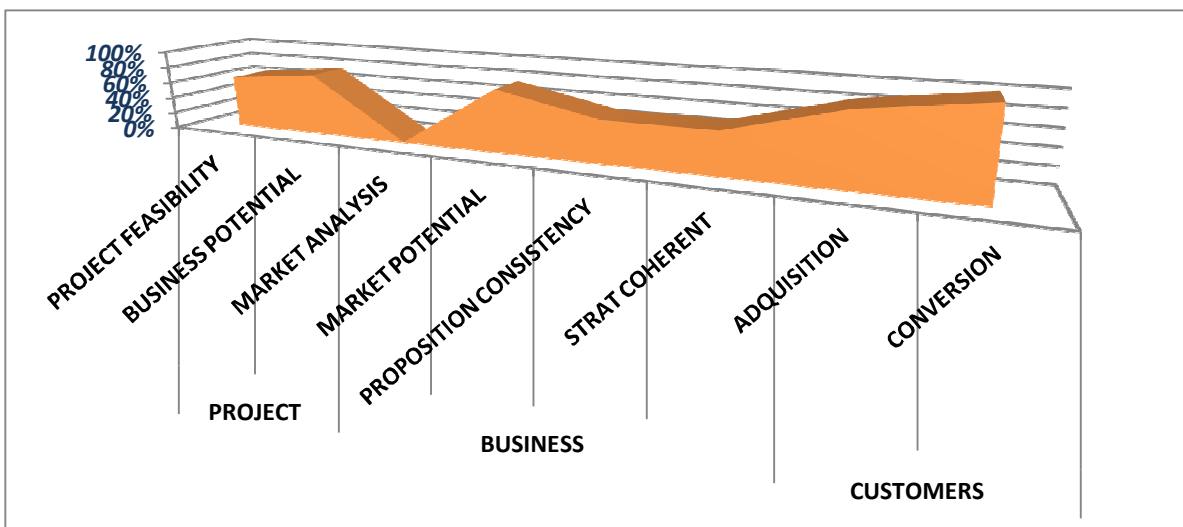 100%
80%
60%
40%
20%
0%
PROJECT FEASIBILITY
BUSINESS POTENTIAL
MARKET ANALYSIS
MARKET POTENTIAL
PROPOSITION CONSISTENCY
STRAT COHERENT
ADQUISITION
CONVERSION
PROJECT
BUSINESS
CUSTOMERS